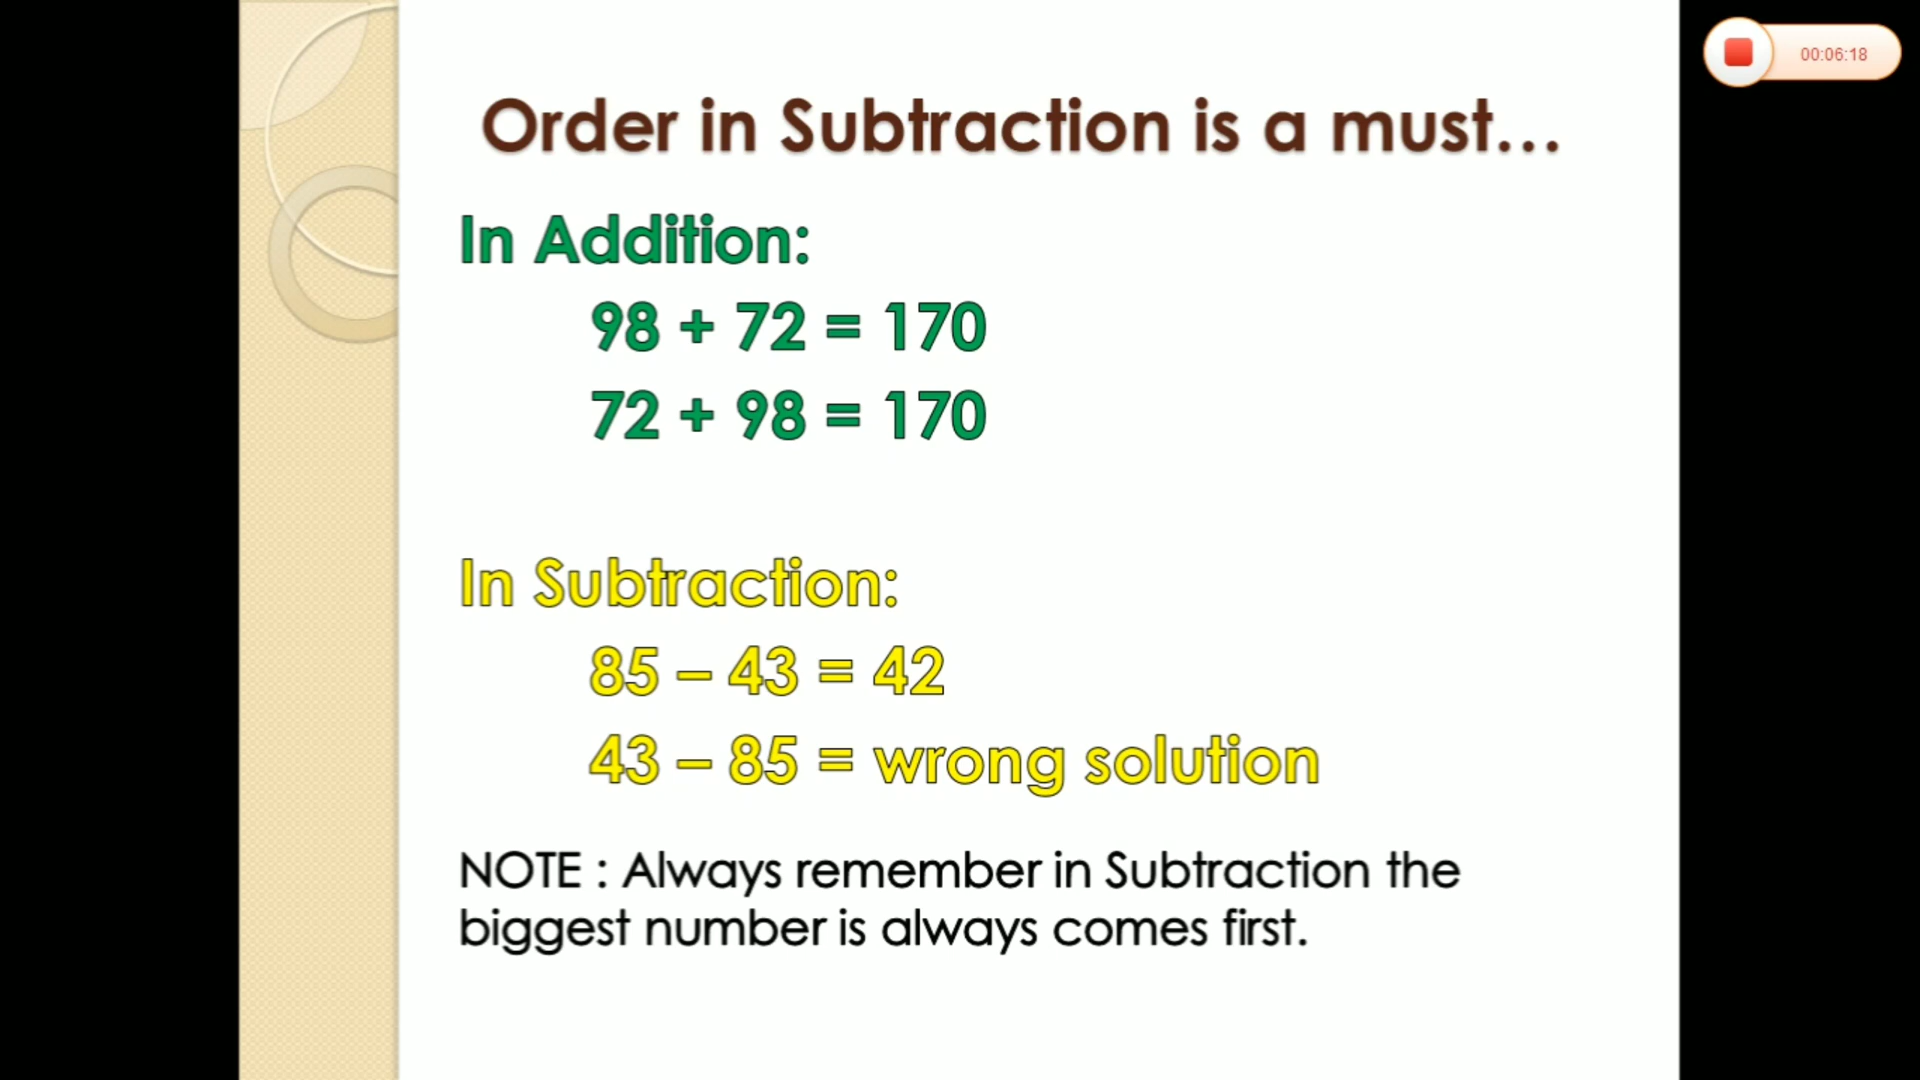 00:06:18
Order in Subtraction is a must...
In Addition:
98 + 72 = 170
72 + 98 = 170
In Subtraction:
85 – 43 = 42
43 – 85 = wrong solution
NOTE : Always remember in Subtraction the
biggest number is always comes first.